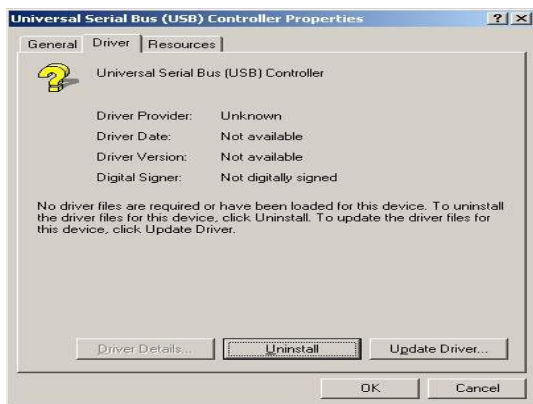 Universal Serial Bus (USB) Controller Properties
General Driver Resources
Universal Serial Bus (USB) Controller
Driver Provider: Unknown
Driver Date: Not available
Driver Version: Not available
Digital Signer: Not digitally signed
No driver files are required or have been loaded for this device. To uninstall
the driver files for this device, click Uninstall. To update the driver files for
this device, click Update Driver.
Driver Details... Uninstall Update Driver...
OK Cancel